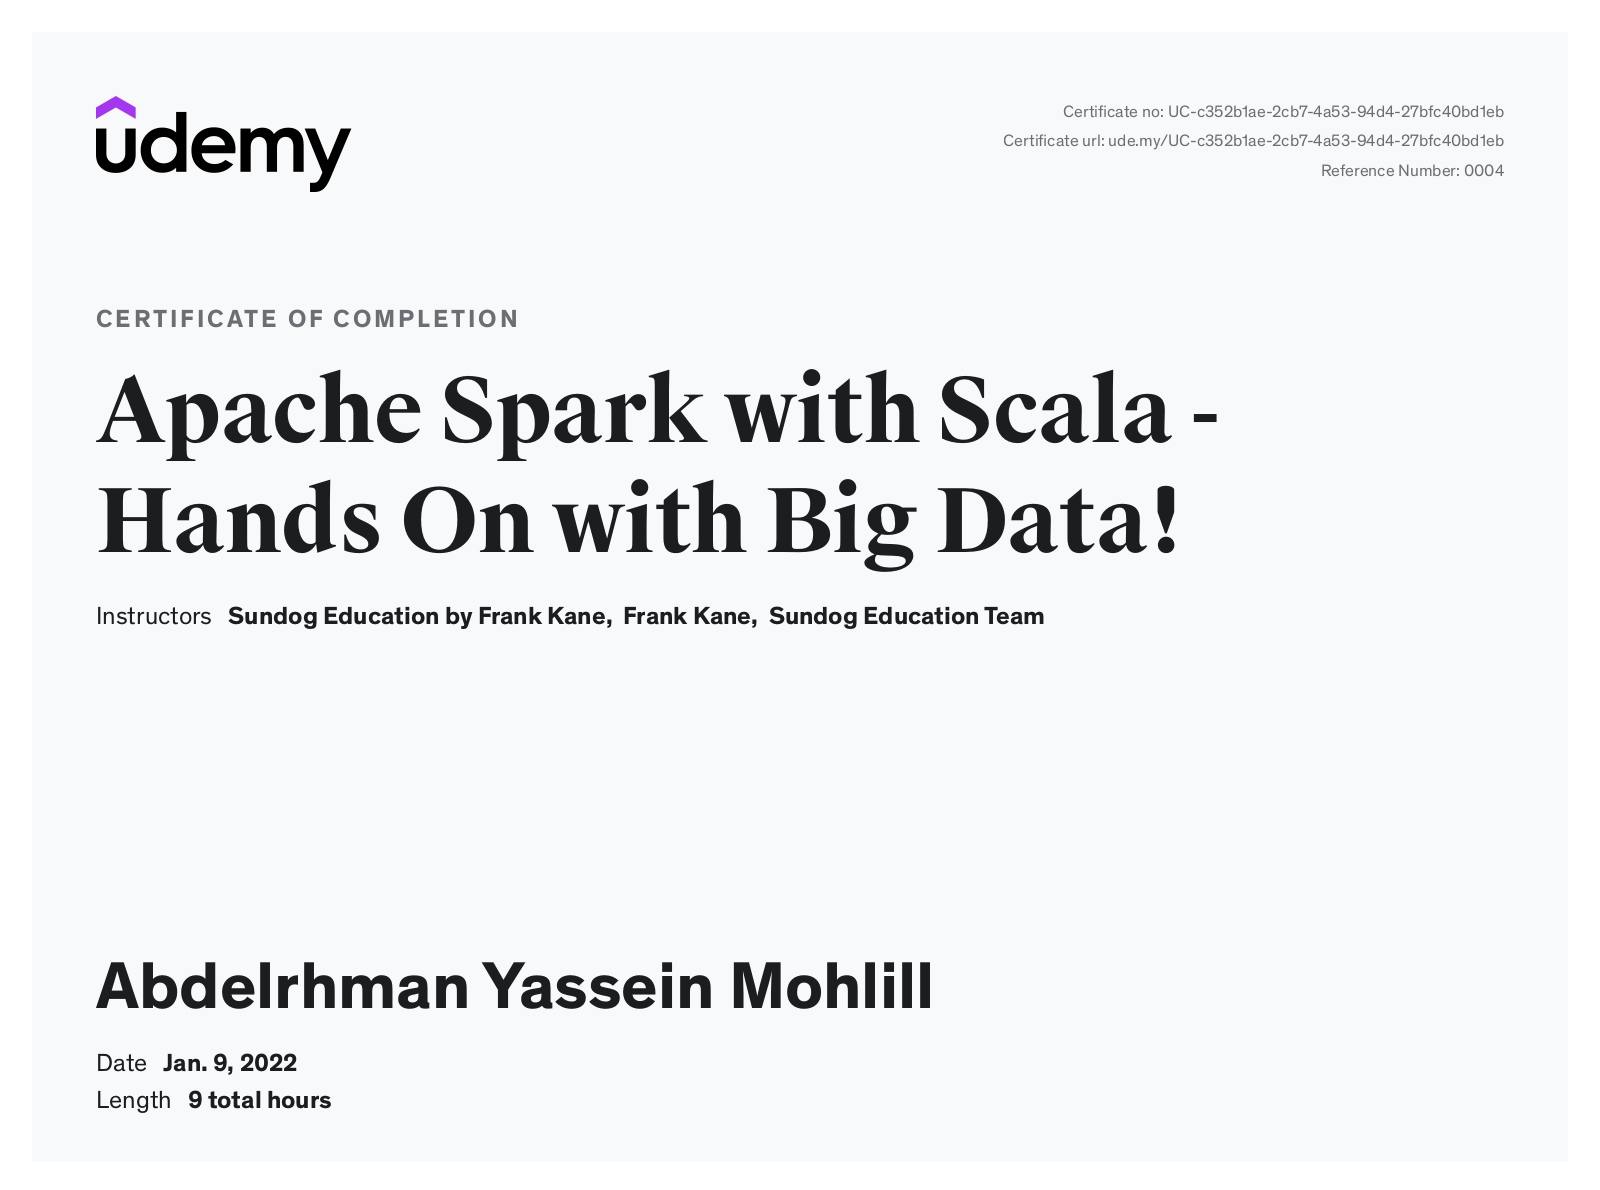 udemy
Certificate no: UC-c352b1ae-2cb7-4a53-94d4-27bfc40bd1eb
Certificate url: ude.my/UC-c352b1ae-2cb7-4a53-94d4-27bfc40bd1eb
Reference Number: 0004
CERTIFICATE OF COMPLETION
Apache Spark with Scala -
Hands On with Big Data!
Instructors Sundog Education by Frank Kane, Frank Kane, Sundog Education Team
Abdelrhman Yassein Mohlill
Date Jan. 9, 2022
Length 9 total hours